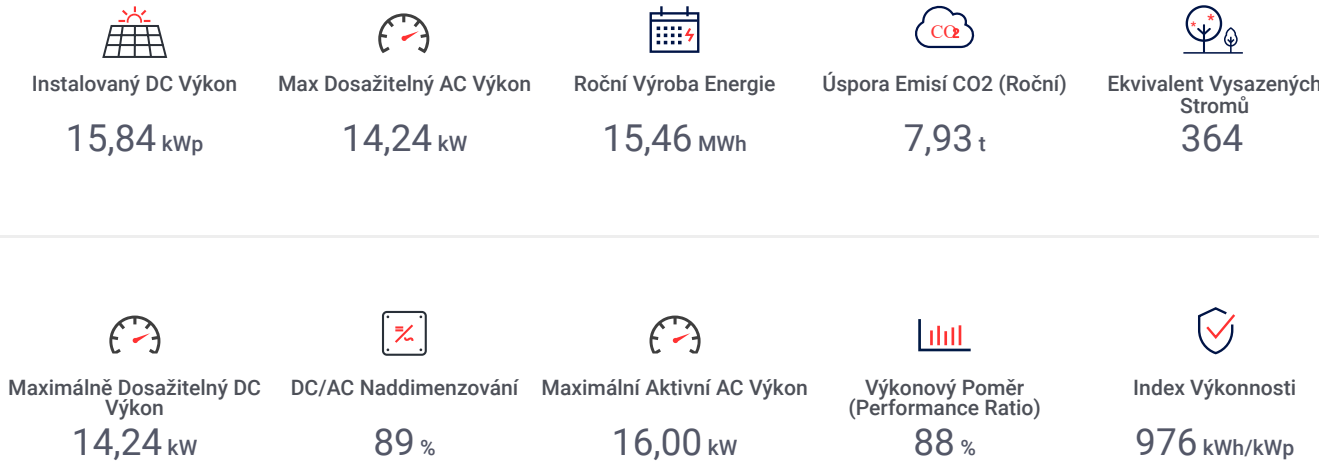 CO2
Instalovaný DC Výkon
Max Dosažitelný AC Výkon
Roční Výroba Energie
Úspora Emisí CO2 (Roční)
Ekvivalent Vysazených
Stromů
15,84 kWp
14,24 kW
15,46 MWh
7,93 t
364
Maximálně Dosažitelný DC
Výkon
DC/AC Naddimenzování
Maximální Aktivní AC Výkon
Výkonový Poměr
(Performance Ratio)
Index Výkonnosti
14,24 kW
89 %
16,00 kW
88 %
976 kWh/kWp